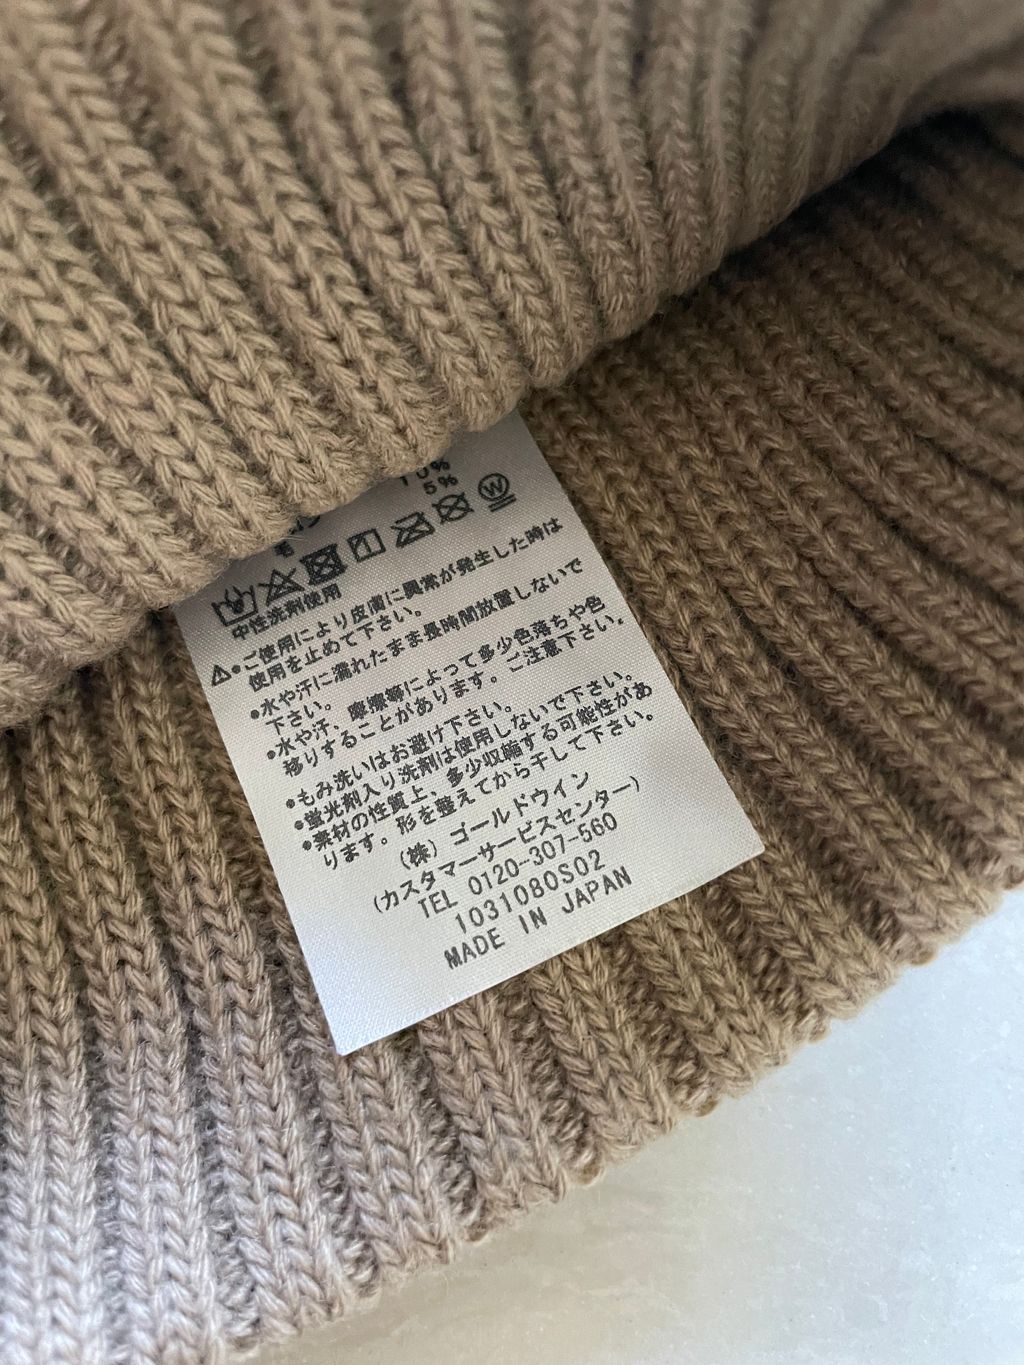 10%
5%
毛
中性洗剤使用
⚠●ご使用により皮膚に異常が発生した時は
使用を止めて下さい。
●水や汗に濡れたまま長時間放置しないで
下さい。
●水や汗、摩擦等によって多少色落ちや色
移りすることがあります。ご注意下さい。
●もみ洗いはお避け下さい。
●蛍光剤入り洗剤は使用しないで下さい。
●素材の性質上、多少収縮する可能性があ
ります。形を整えてから干して下さい。
(株)ゴールドウイン
(カスタマーサービスセンター)
TEL 0120-307-560
1031080S02
MADE IN JAPAN